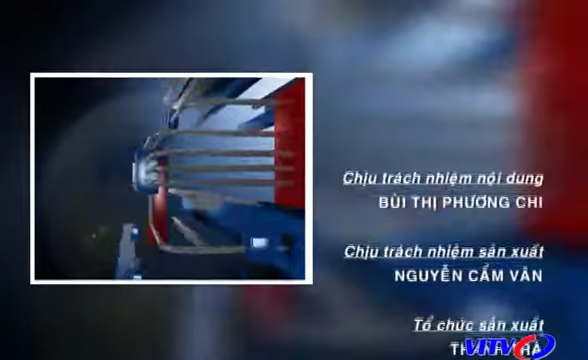 Chịu trách nhiệm nội dung
BÙI THỊ PHƯƠNG CHI
Chịu trách nhiệm sản xuất
NGUYỄN CẨM VÂN
Tổ chức sản xuất
VITV